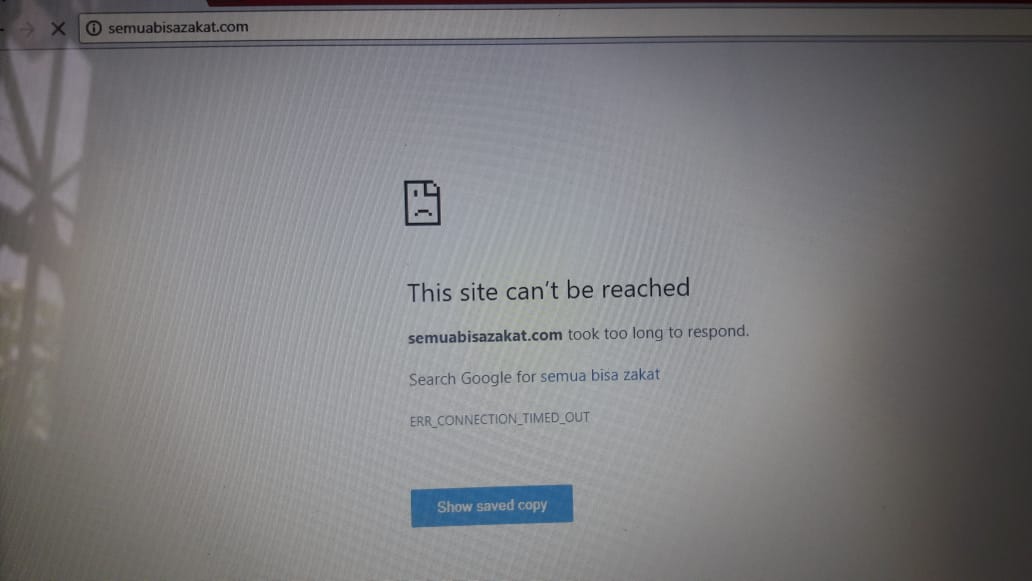 semuabisazakat.com
This site can't be reached
semuabisazakat.com took too long to respond.
Search Google for semua bisa zakat
ERR_CONNECTION_TIMED_OUT
Show saved copy